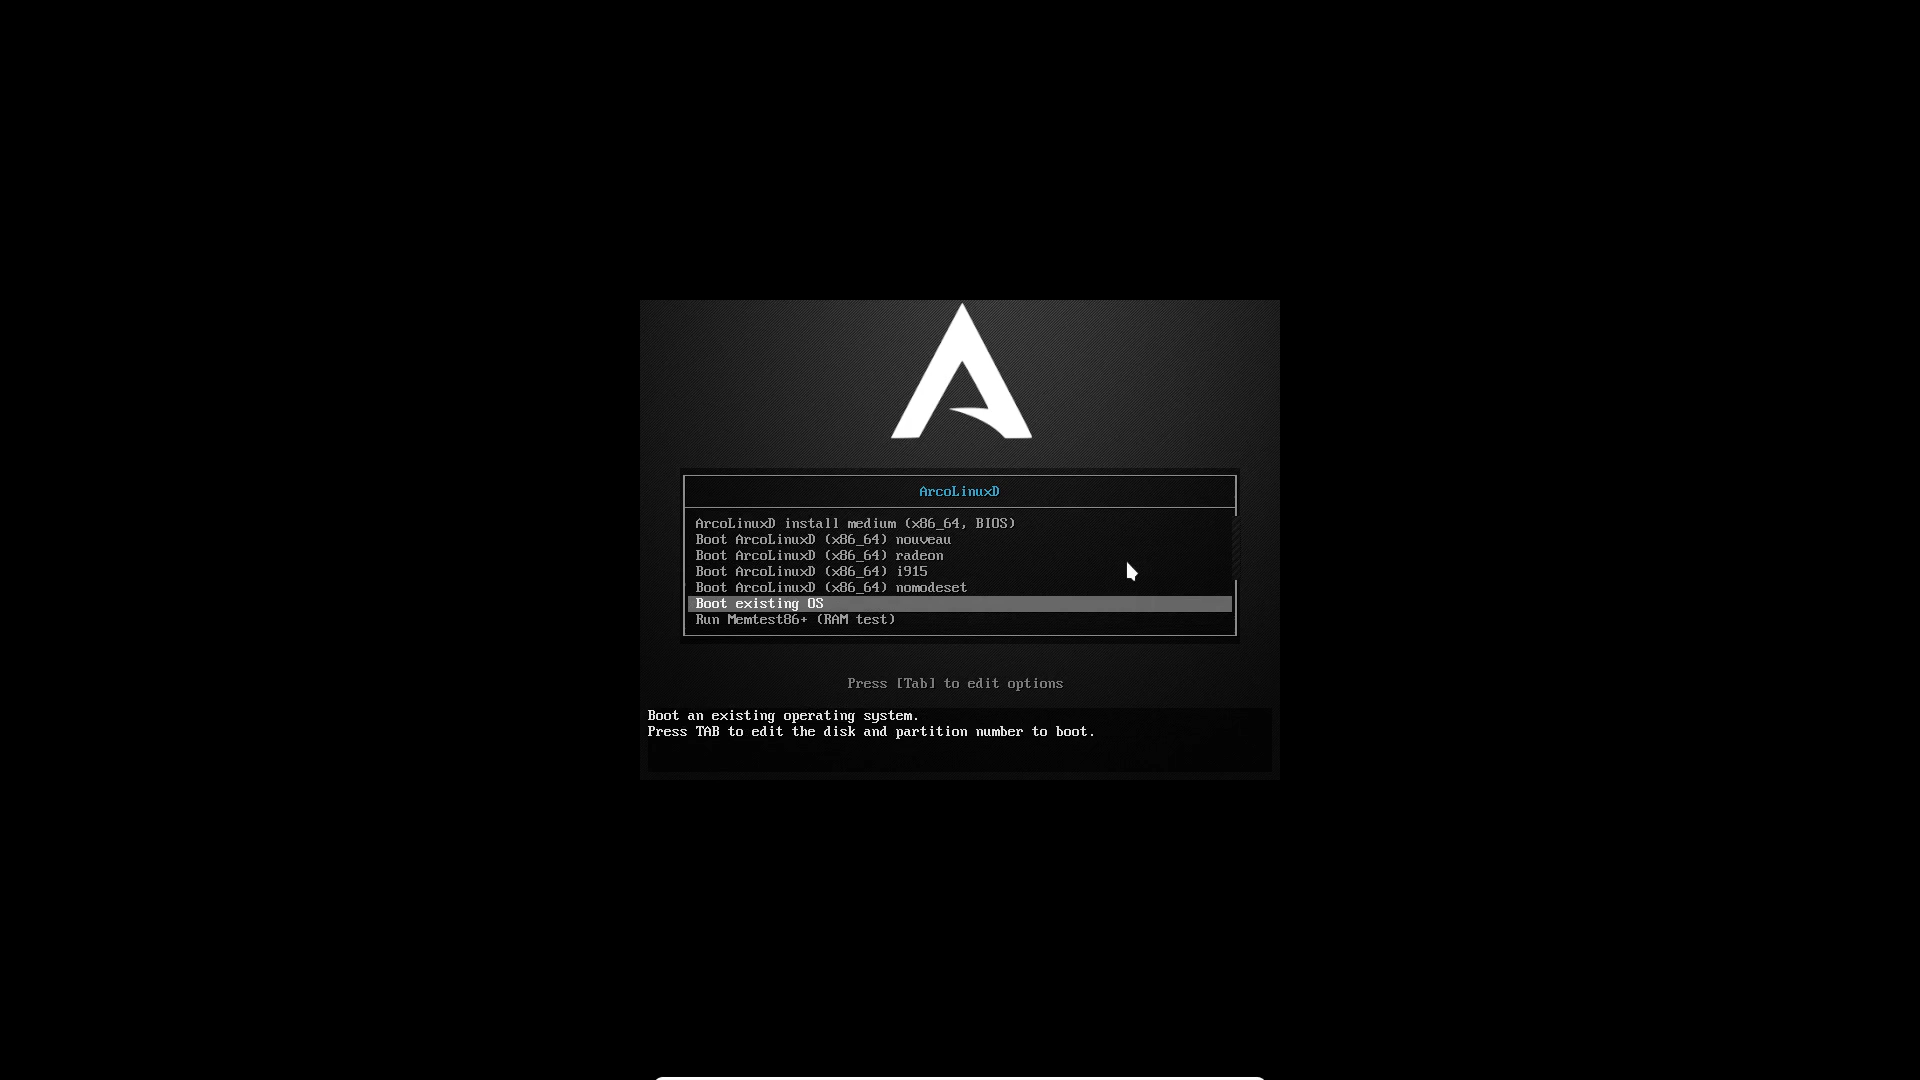 ArcoLinuxD
ArcoLinuxD install medium (x86_64, BIOS)
Boot ArcoLinuxD (x86_64) nouveau
Boot ArcoLinuxD (x86_64) radeon
Boot ArcoLinuxD (x86_64) i915
Boot ArcoLinuxD (x86_64) nomodeset
Boot existing OS
Run Memtest86+ (RAM test)
Press [Tab] to edit options
Boot an existing operating system.
Press TAB to edit the disk and partition number to boot.